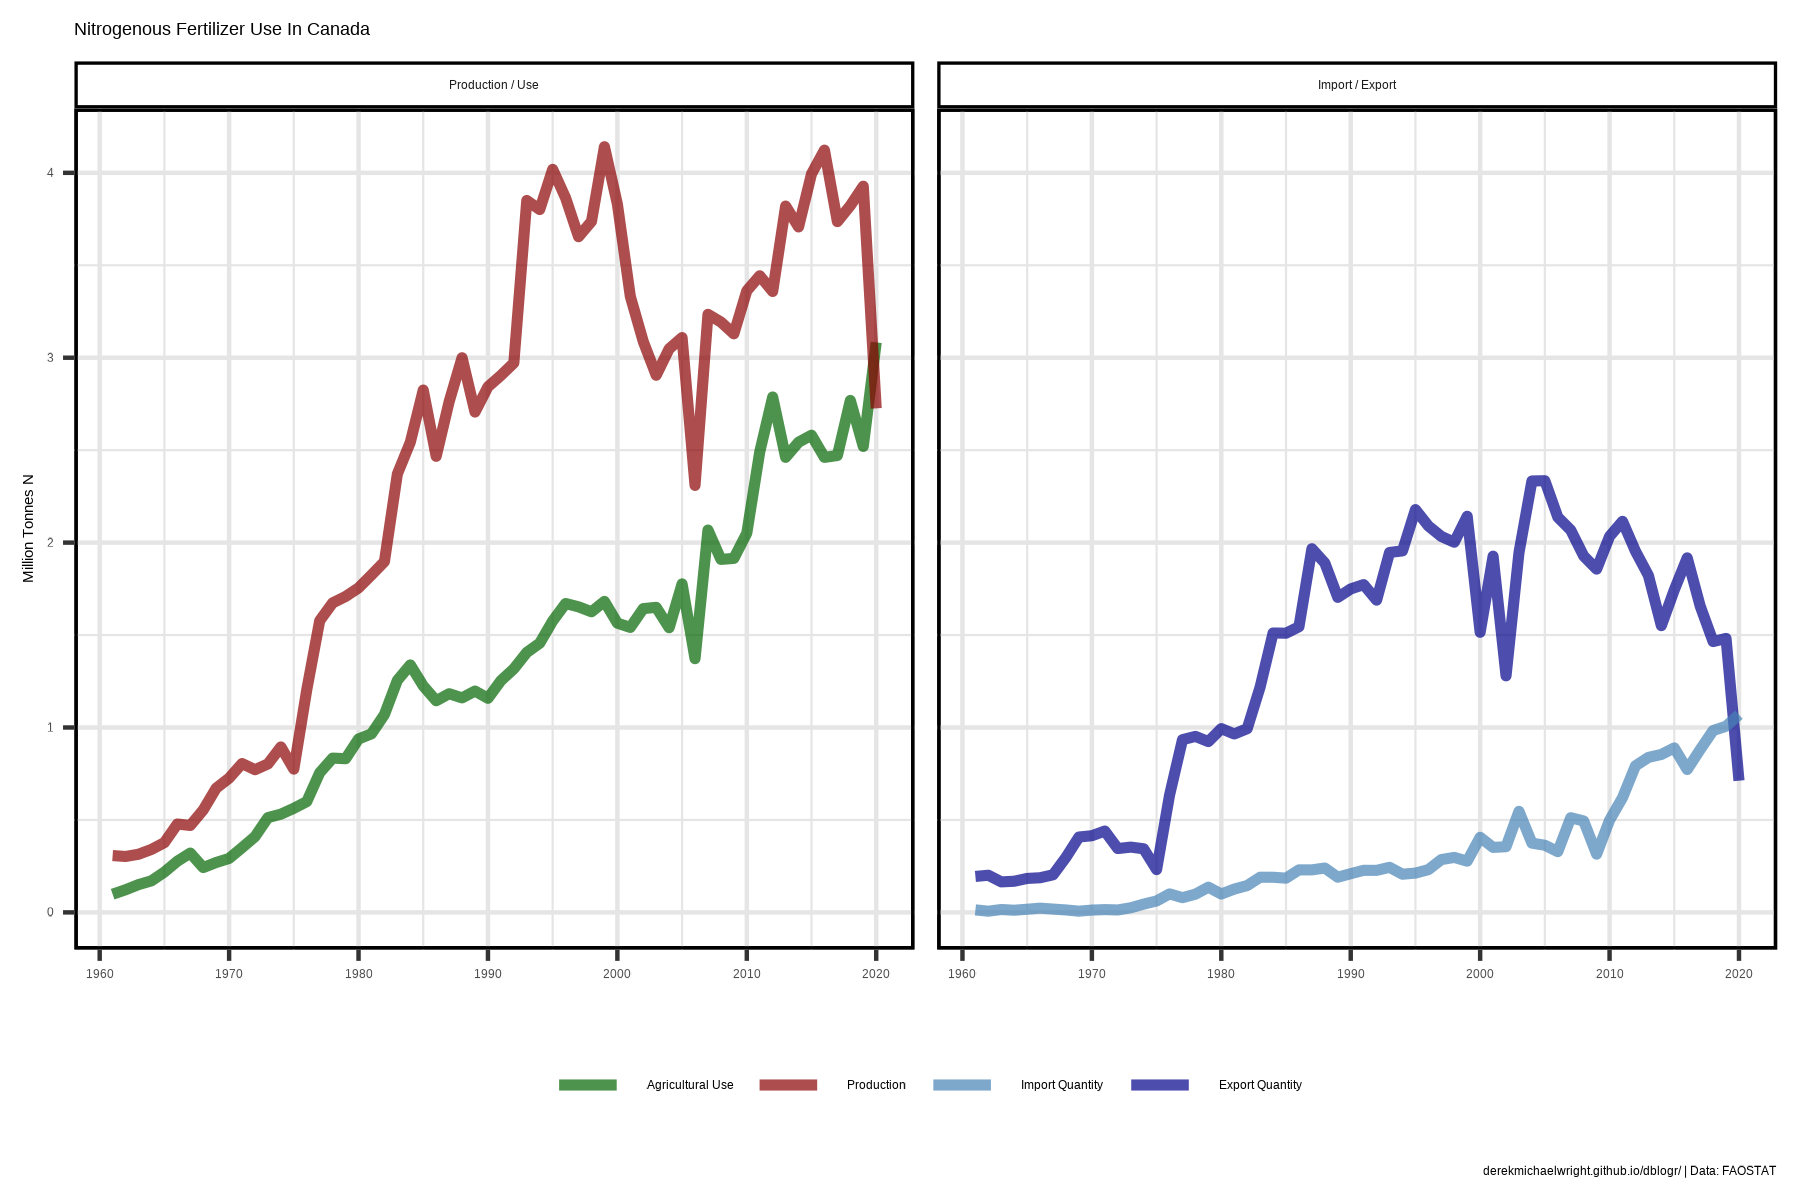 Nitrogenous Fertilizer Use In Canada
Production / Use
Import / Export
Million Tonnes N
4
3
2
1
0
1960 1970 1980 1990 2000 2010 2020
1960 1970 1980 1990 2000 2010 2020
Agricultural Use Production Import Quantity Export Quantity
derekmichaelwright.github.io/dblogr/ | Data: FAOSTAT